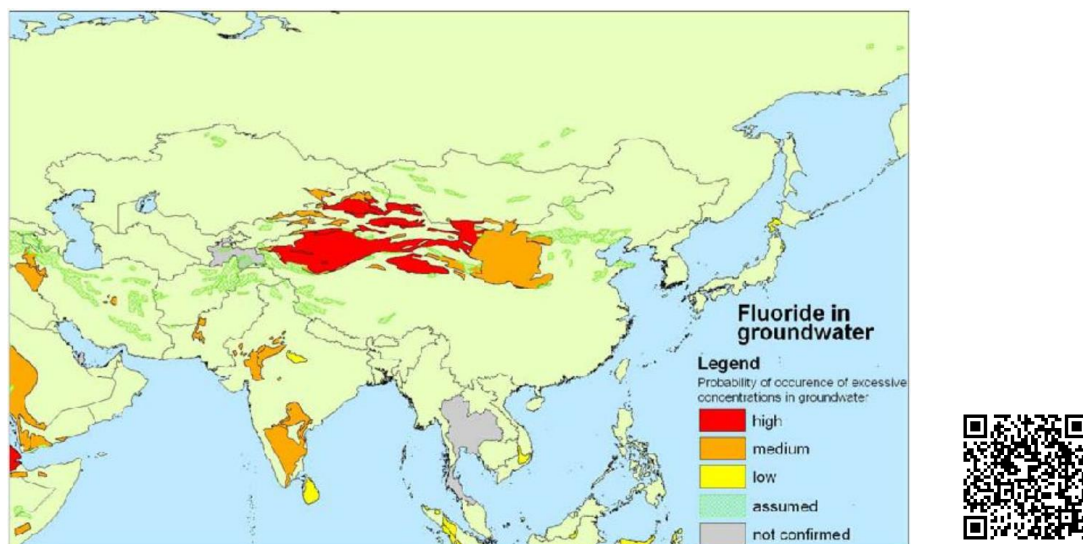 Fluoride in
groundwater
Legend
Probability of occurence of excessive
concentrations in groundwater
high
medium
low
assumed
not confirmed